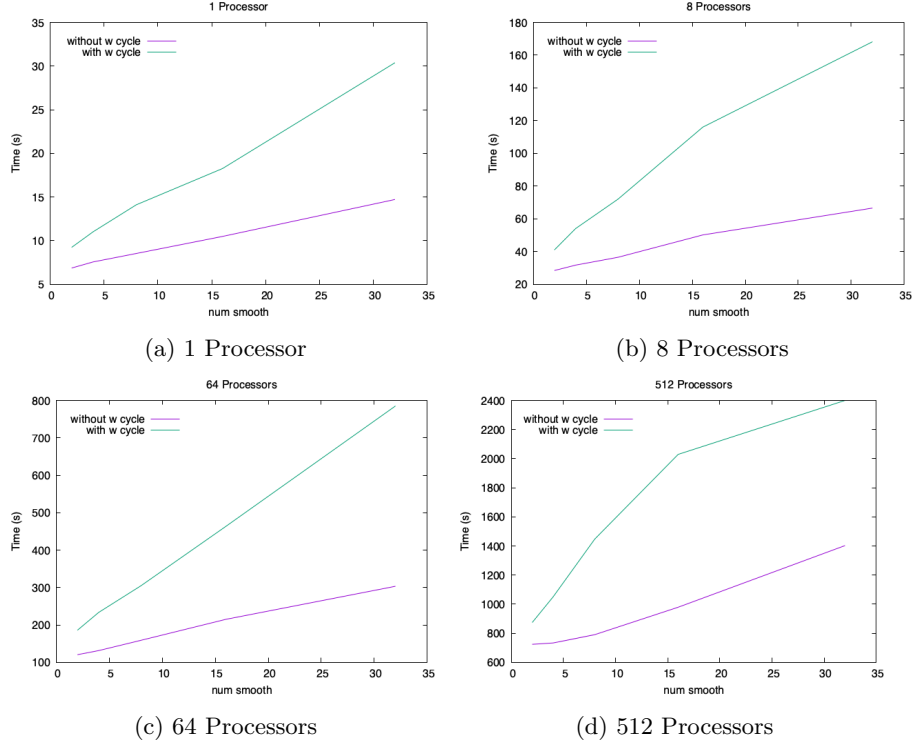 1 Processor
35
30
25
20
15
10
5
0 5 10 15 20 25 30 35
Time (s)
num smooth
without w cycle
with w cycle
(a) 1 Processor
8 Processors
180
160
140
120
100
80
60
40
20
0 5 10 15 20 25 30 35
Time (s)
num smooth
without w cycle
with w cycle
(b) 8 Processors
64 Processors
800
700
600
500
400
300
200
100
0 5 10 15 20 25 30 35
Time (s)
num smooth
without w cycle
with w cycle
(c) 64 Processors
512 Processors
2400
2200
2000
1800
1600
1400
1200
1000
800
600
0 5 10 15 20 25 30 35
Time (s)
num smooth
without w cycle
with w cycle
(d) 512 Processors